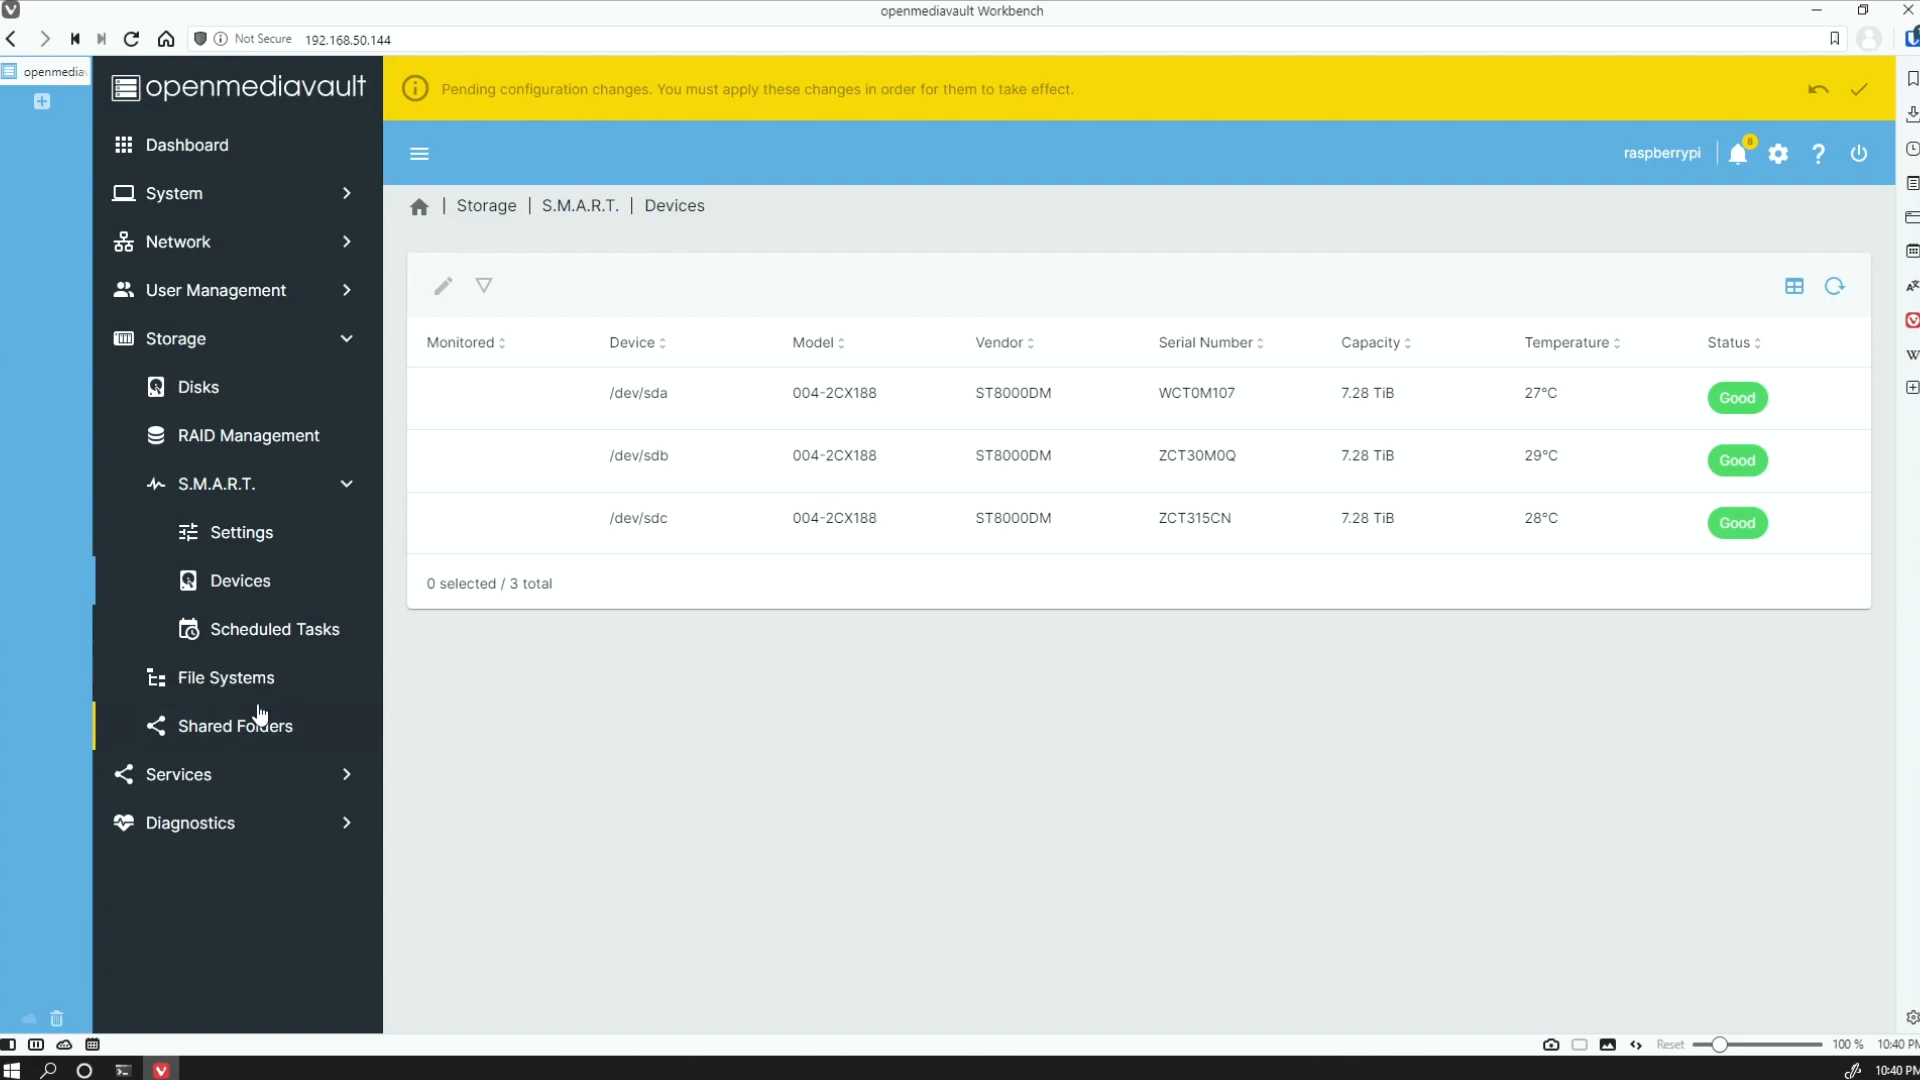 openmediavault Workbench
Not Secure 192.168.50.144
openmedia
openmediavault
Pending configuration changes. You must apply these changes in order for them to take effect.
raspberrypi
8
Dashboard
System
Network
User Management
Storage
Disks
RAID Management
S.M.A.R.T.
Settings
Devices
Scheduled Tasks
File Systems
Shared Folders
Services
Diagnostics
| Storage | S.M.A.R.T. | Devices
Monitored Device Model Vendor Serial Number Capacity Temperature Status
/dev/sda 004-2CX188 ST8000DM WCT0M107 7.28 TiB 27°C Good
/dev/sdb 004-2CX188 ST8000DM ZCT30M0Q 7.28 TiB 29°C Good
/dev/sdc 004-2CX188 ST8000DM ZCT315CN 7.28 TiB 28°C Good
0 selected / 3 total
Reset 100 % 10:40 PM
10:40 PM